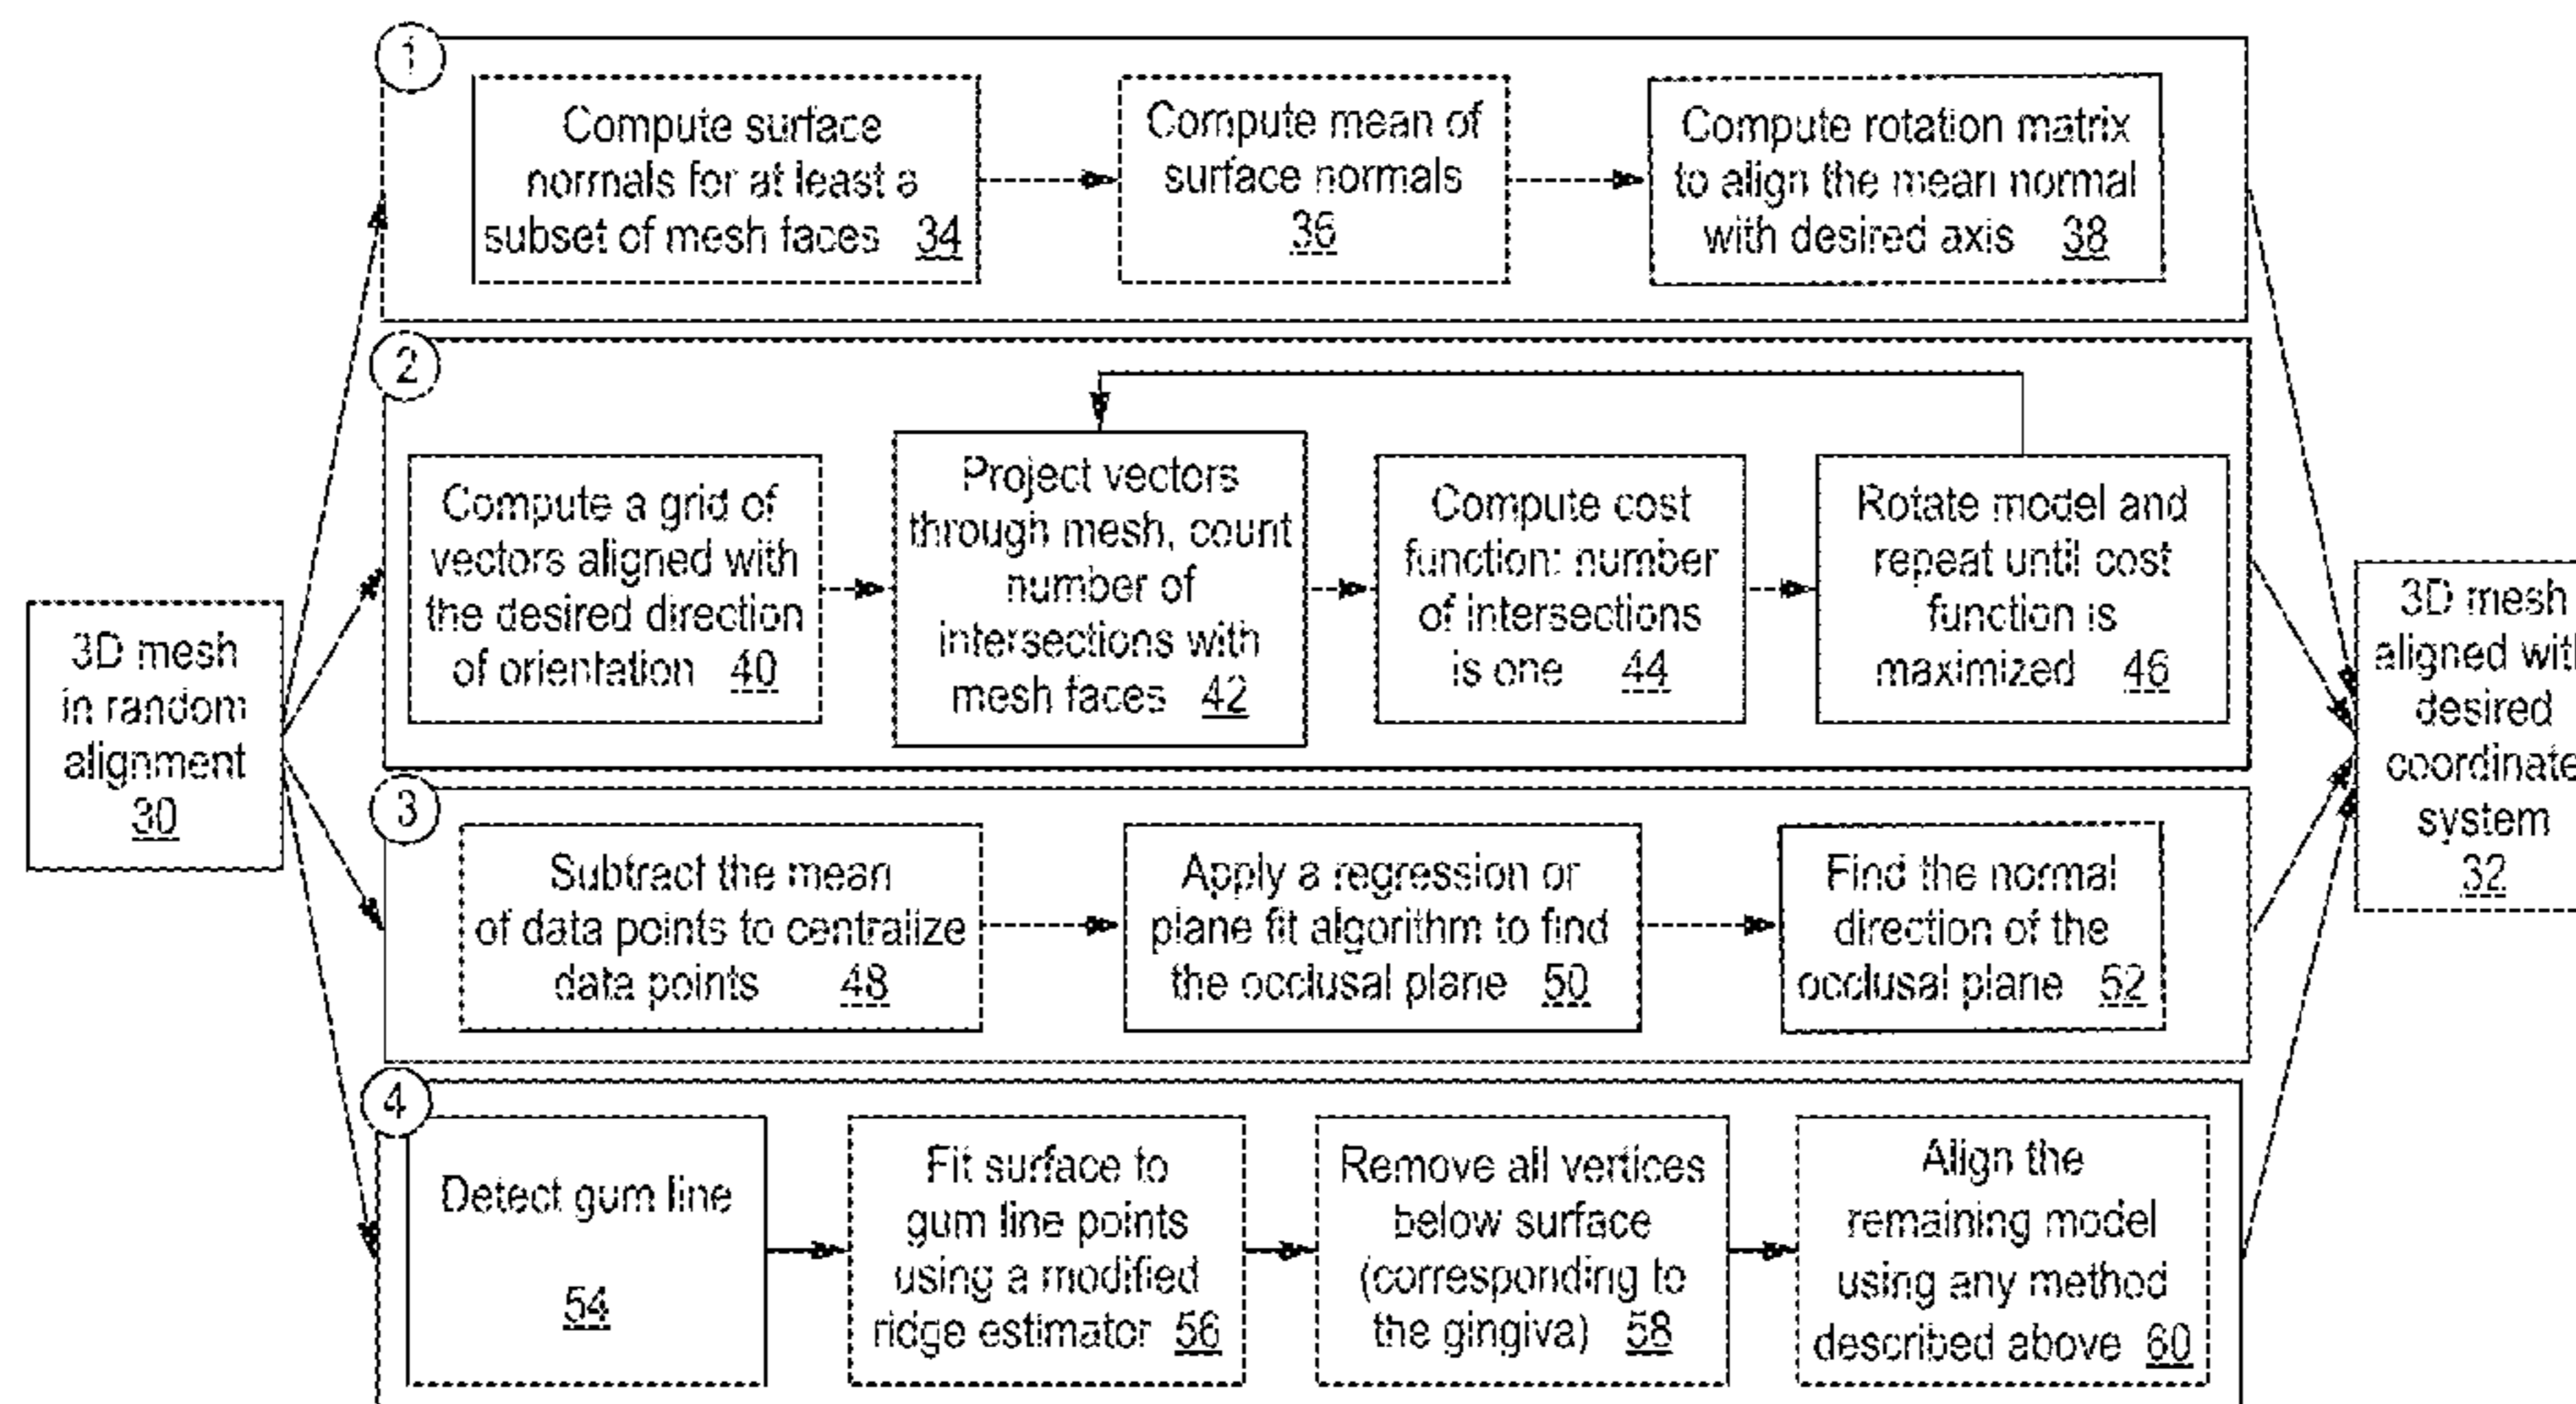 3D mesh
in random
alignment
30
1
Compute surface
normals for at least a
subset of mesh faces 34
Compute mean of
surface normals
36
Compute rotation matrix
to align the mean normal
with desired axis 38
2
Compute a grid of
vectors aligned with
the desired direction
of orientation 40
Project vectors
through mesh, count
number of
intersections with
mesh faces 42
Compute cost
function: number
of intersections
is one 44
Rotate model and
repeat until cost
function is
maximized 46
3
Subtract the mean
of data points to centralize
data points 48
Apply a regression or
plane fit algorithm to find
the occlusal plane 50
Find the normal
direction of the
occlusal plane 52
4
Detect gum line
54
Fit surface to
gum line points
using a modified
ridge estimator 56
Remove all vertices
below surface
(corresponding to
the gingiva) 58
Align the
remaining model
using any method
described above 60
3D mesh
aligned with
desired
coordinate
system
32